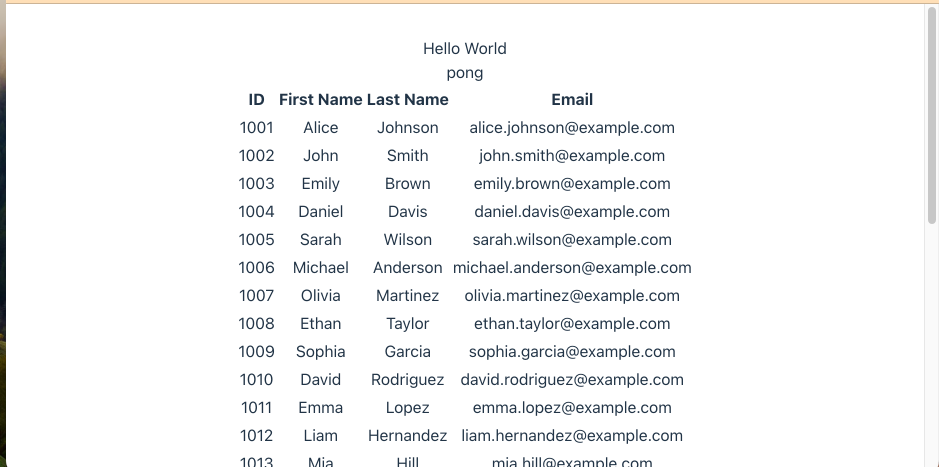 Hello World
pong
ID First Name Last Name Email
1001 Alice Johnson alice.johnson@example.com
1002 John Smith john.smith@example.com
1003 Emily Brown emily.brown@example.com
1004 Daniel Davis daniel.davis@example.com
1005 Sarah Wilson sarah.wilson@example.com
1006 Michael Anderson michael.anderson@example.com
1007 Olivia Martinez olivia.martinez@example.com
1008 Ethan Taylor ethan.taylor@example.com
1009 Sophia Garcia sophia.garcia@example.com
1010 David Rodriguez david.rodriguez@example.com
1011 Emma Lopez emma.lopez@example.com
1012 Liam Hernandez liam.hernandez@example.com
1013 Mia Hill mia.hill@example.com